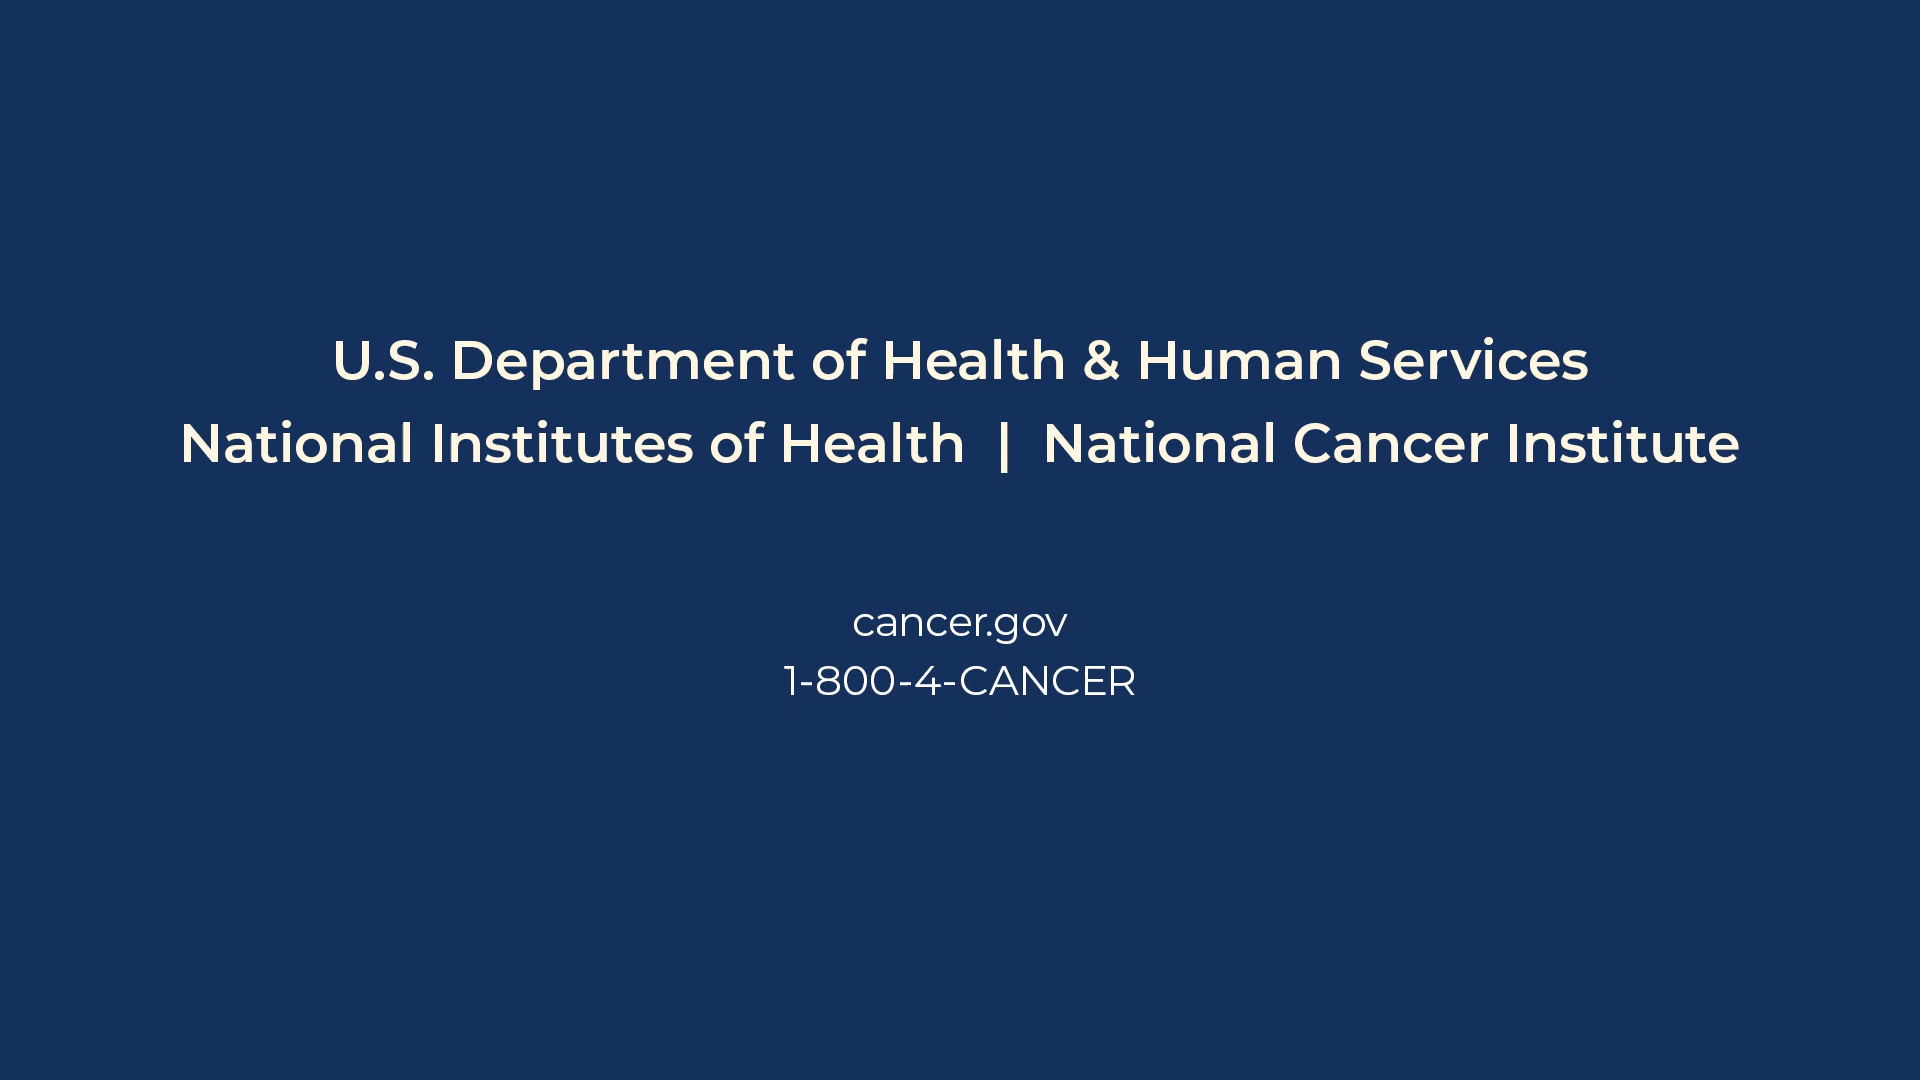 U.S. Department of Health & Human Services
National Institutes of Health | National Cancer Institute
cancer.gov
1-800-4-CANCER